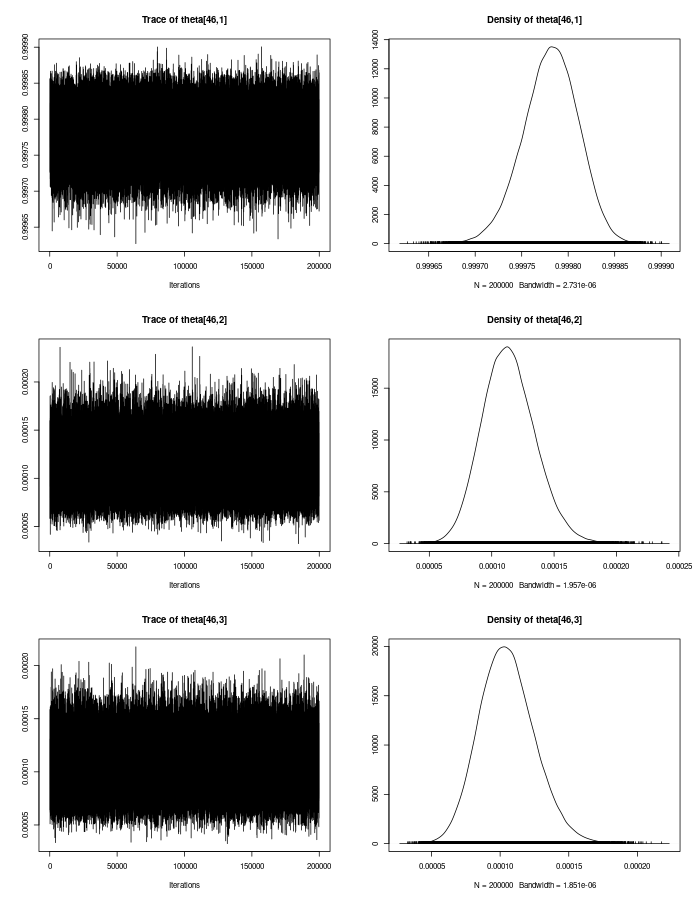 Trace of theta[46,1]
0.99965 0.99970 0.99975 0.99980 0.99985 0.99990
0 50000 100000 150000 200000
Iterations
Density of theta[46,1]
0 2000 4000 6000 8000 10000 12000 14000
0.99965 0.99970 0.99975 0.99980 0.99985 0.99990
N = 200000 Bandwidth = 2.731e-06
Trace of theta[46,2]
0.00005 0.00010 0.00015 0.00020
0 50000 100000 150000 200000
Iterations
Density of theta[46,2]
0 5000 10000 15000
0.00005 0.00010 0.00015 0.00020 0.00025
N = 200000 Bandwidth = 1.957e-06
Trace of theta[46,3]
0.00005 0.00010 0.00015 0.00020
0 50000 100000 150000 200000
Iterations
Density of theta[46,3]
0 5000 10000 15000 20000
0.00005 0.00010 0.00015 0.00020
N = 200000 Bandwidth = 1.851e-06